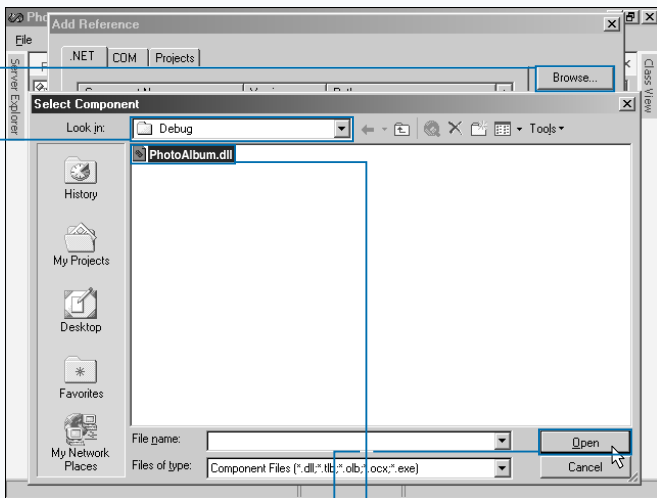 Pho
Add Reference
File
.NET COM Projects
Browse...
Server Explorer
Class View
Select Component
Look in: Debug
Tools
PhotoAlbum.dll
History
My Projects
Desktop
Favorites
My Network
Places
File name:
Open
Files of type: Component Files (*.dll;*.tlb;*.olb;*.ocx;*.exe)
Cancel